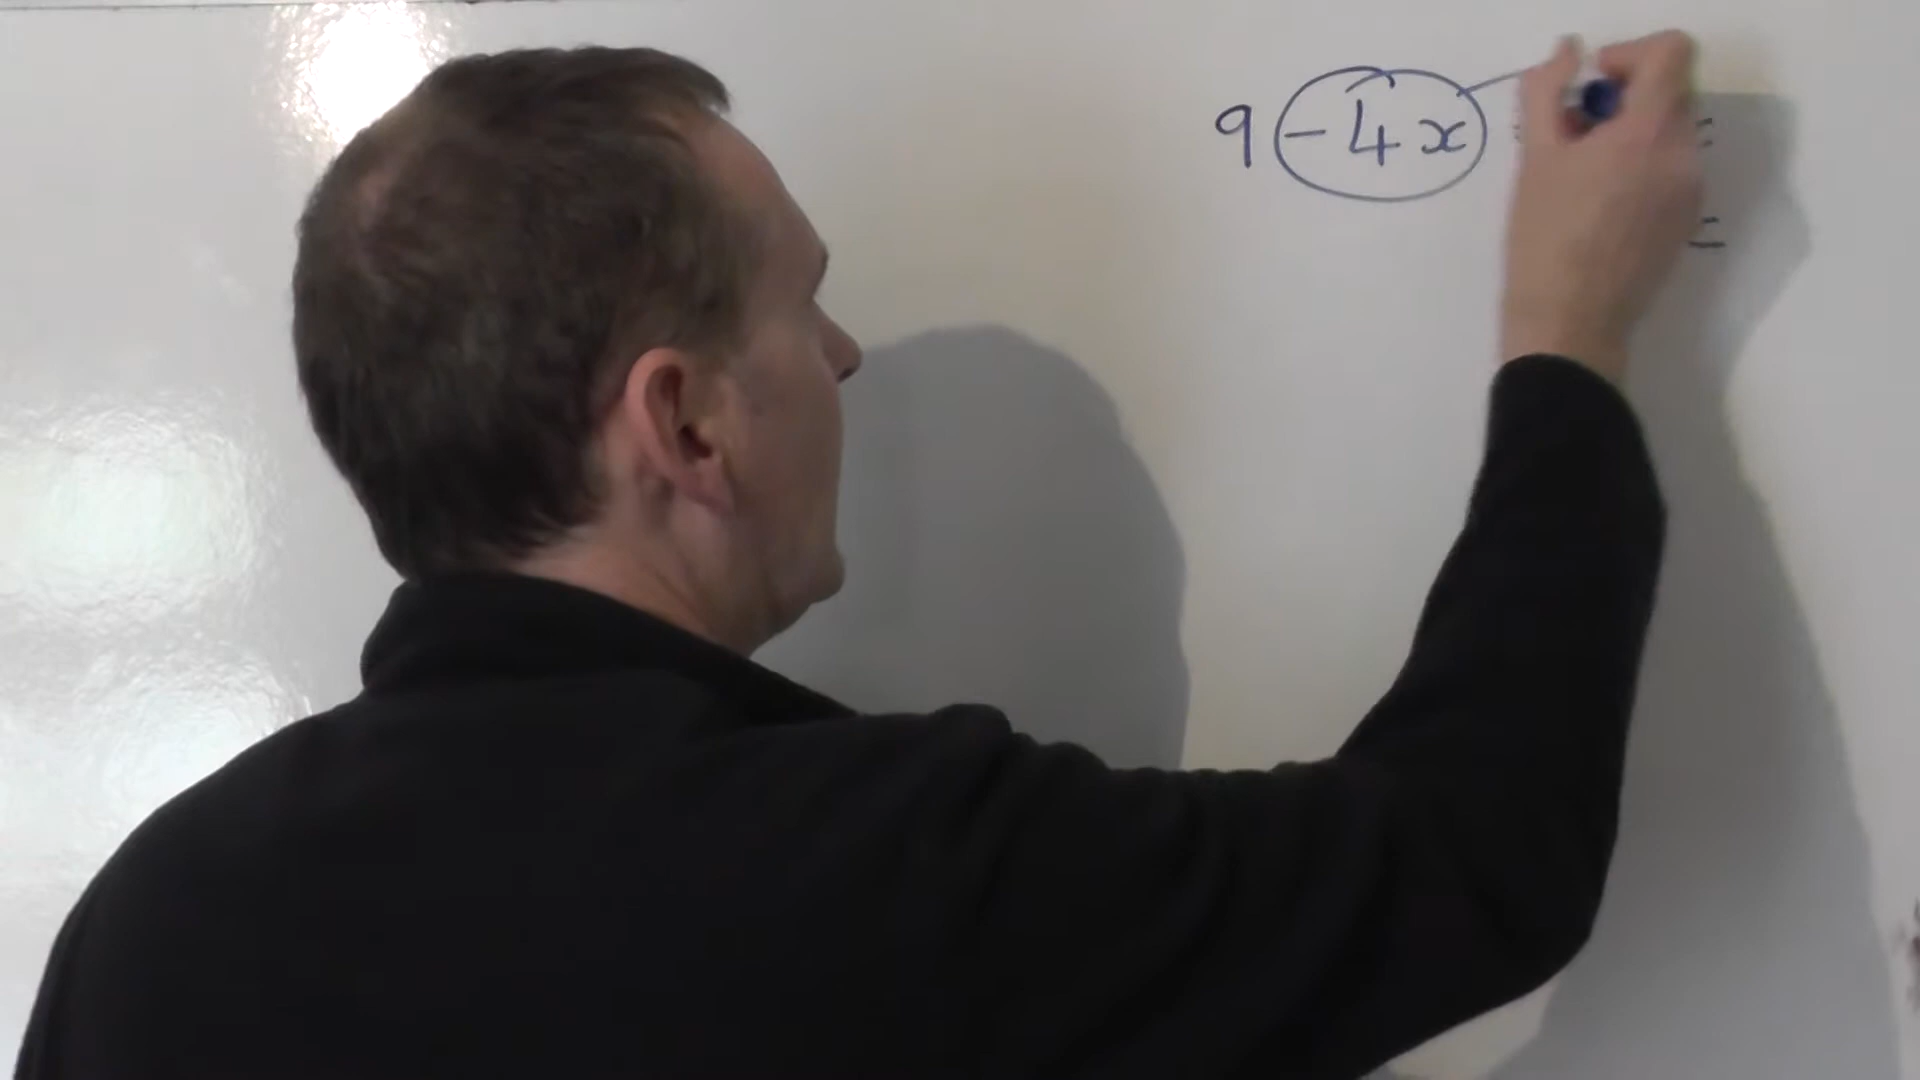 9 - 4x =
=